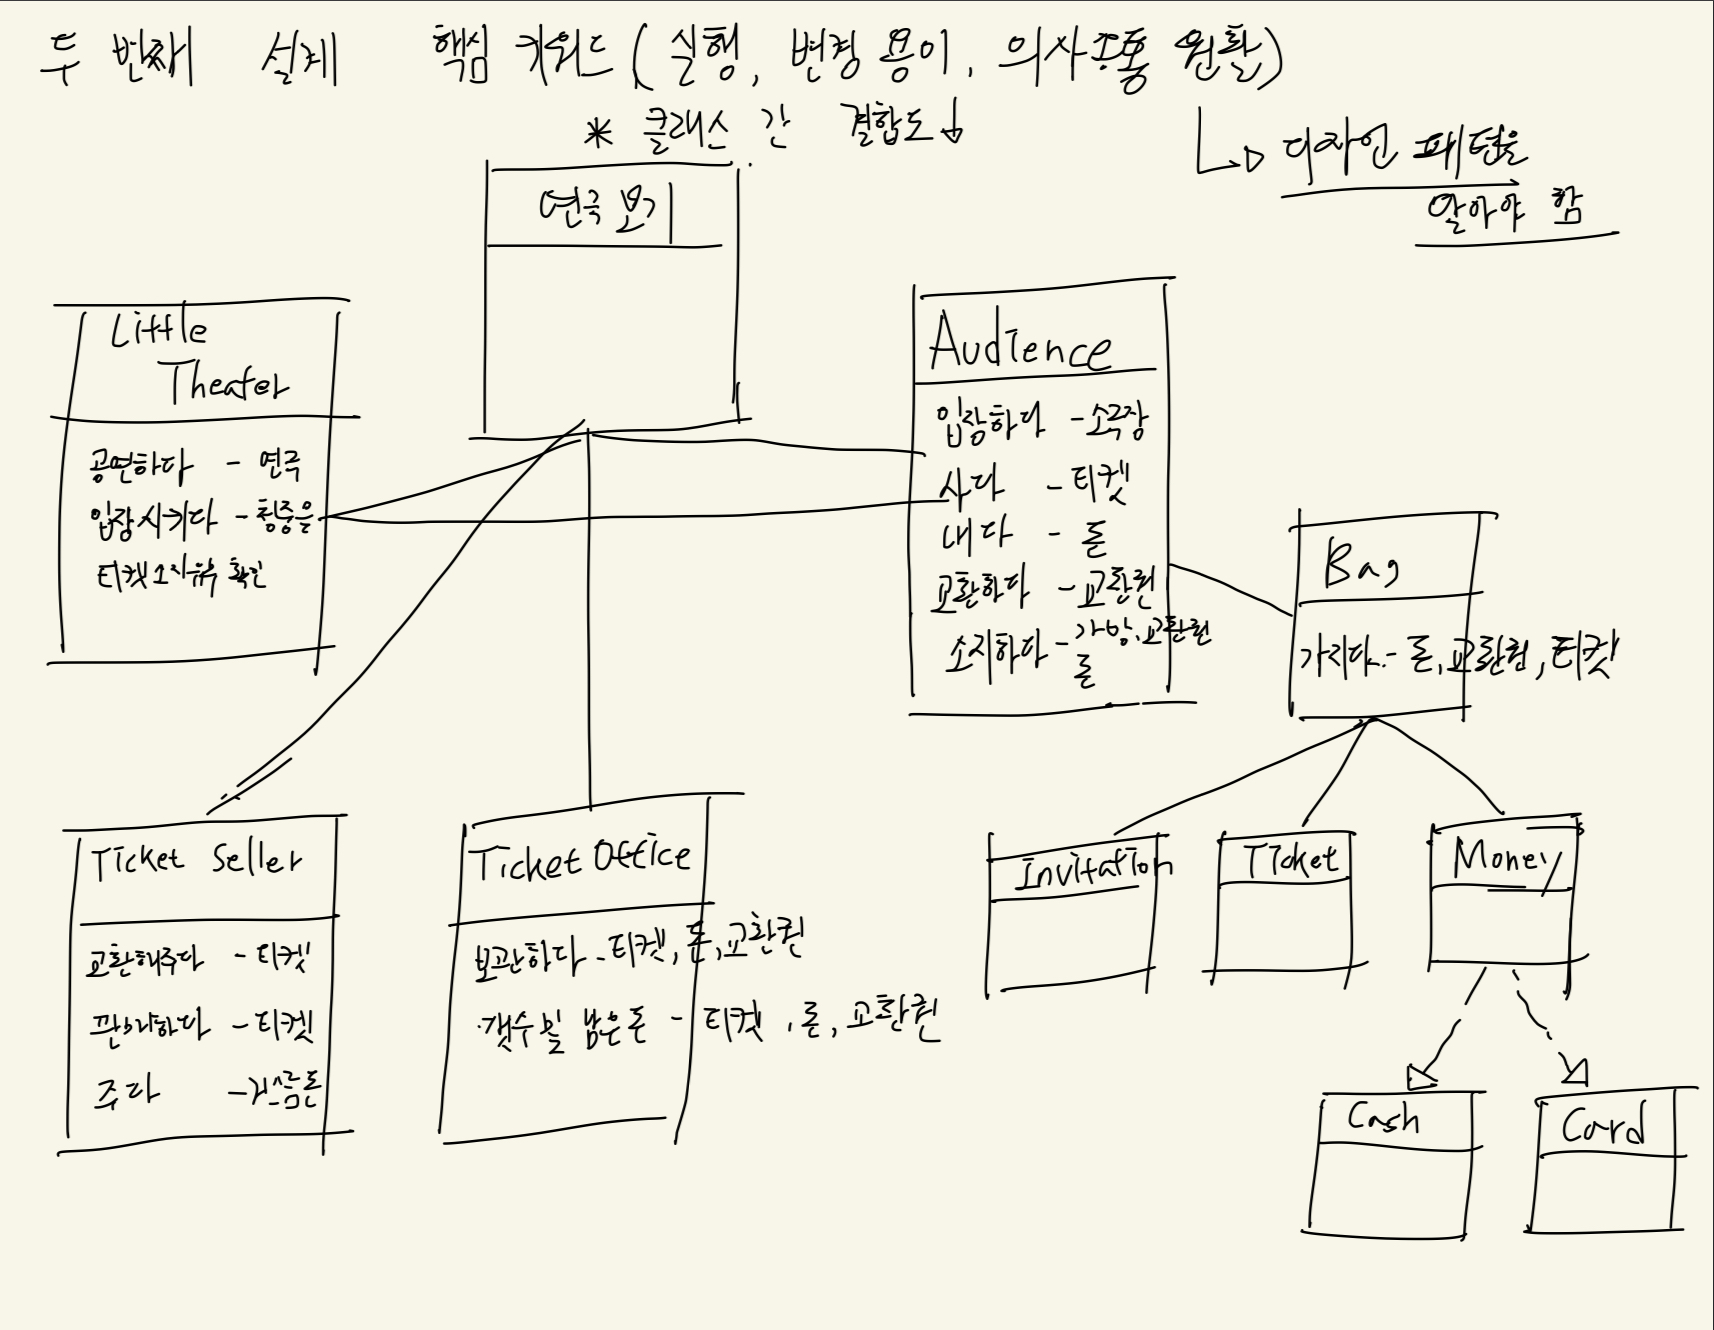 두 번째 설계 핵심 키워드 ( 실행, 변경 용이, 의사소통 원활)
* 클래스 간 결합도↓
디자인 패턴을
알아야 함
연극 보기
Little
Theater
공연하다 - 연극
입장시키다 - 청중을
티켓 소지 유무 확인
Audience
입장하다 - 소극장
사다 - 티켓
내다 - 돈
교환하다 - 교환권
소지하다 - 가방, 교환권
돈
Bag
가지다 - 돈, 교환권, 티켓
Ticket Seller
교환해주다 - 티켓
판매하다 - 티켓
주다 - 거스름돈
Ticket Office
보관하다 - 티켓, 돈, 교환권
갯수 및 남은 돈 - 티켓, 돈, 교환권
Invitation
Ticket
Money
Cash
Card